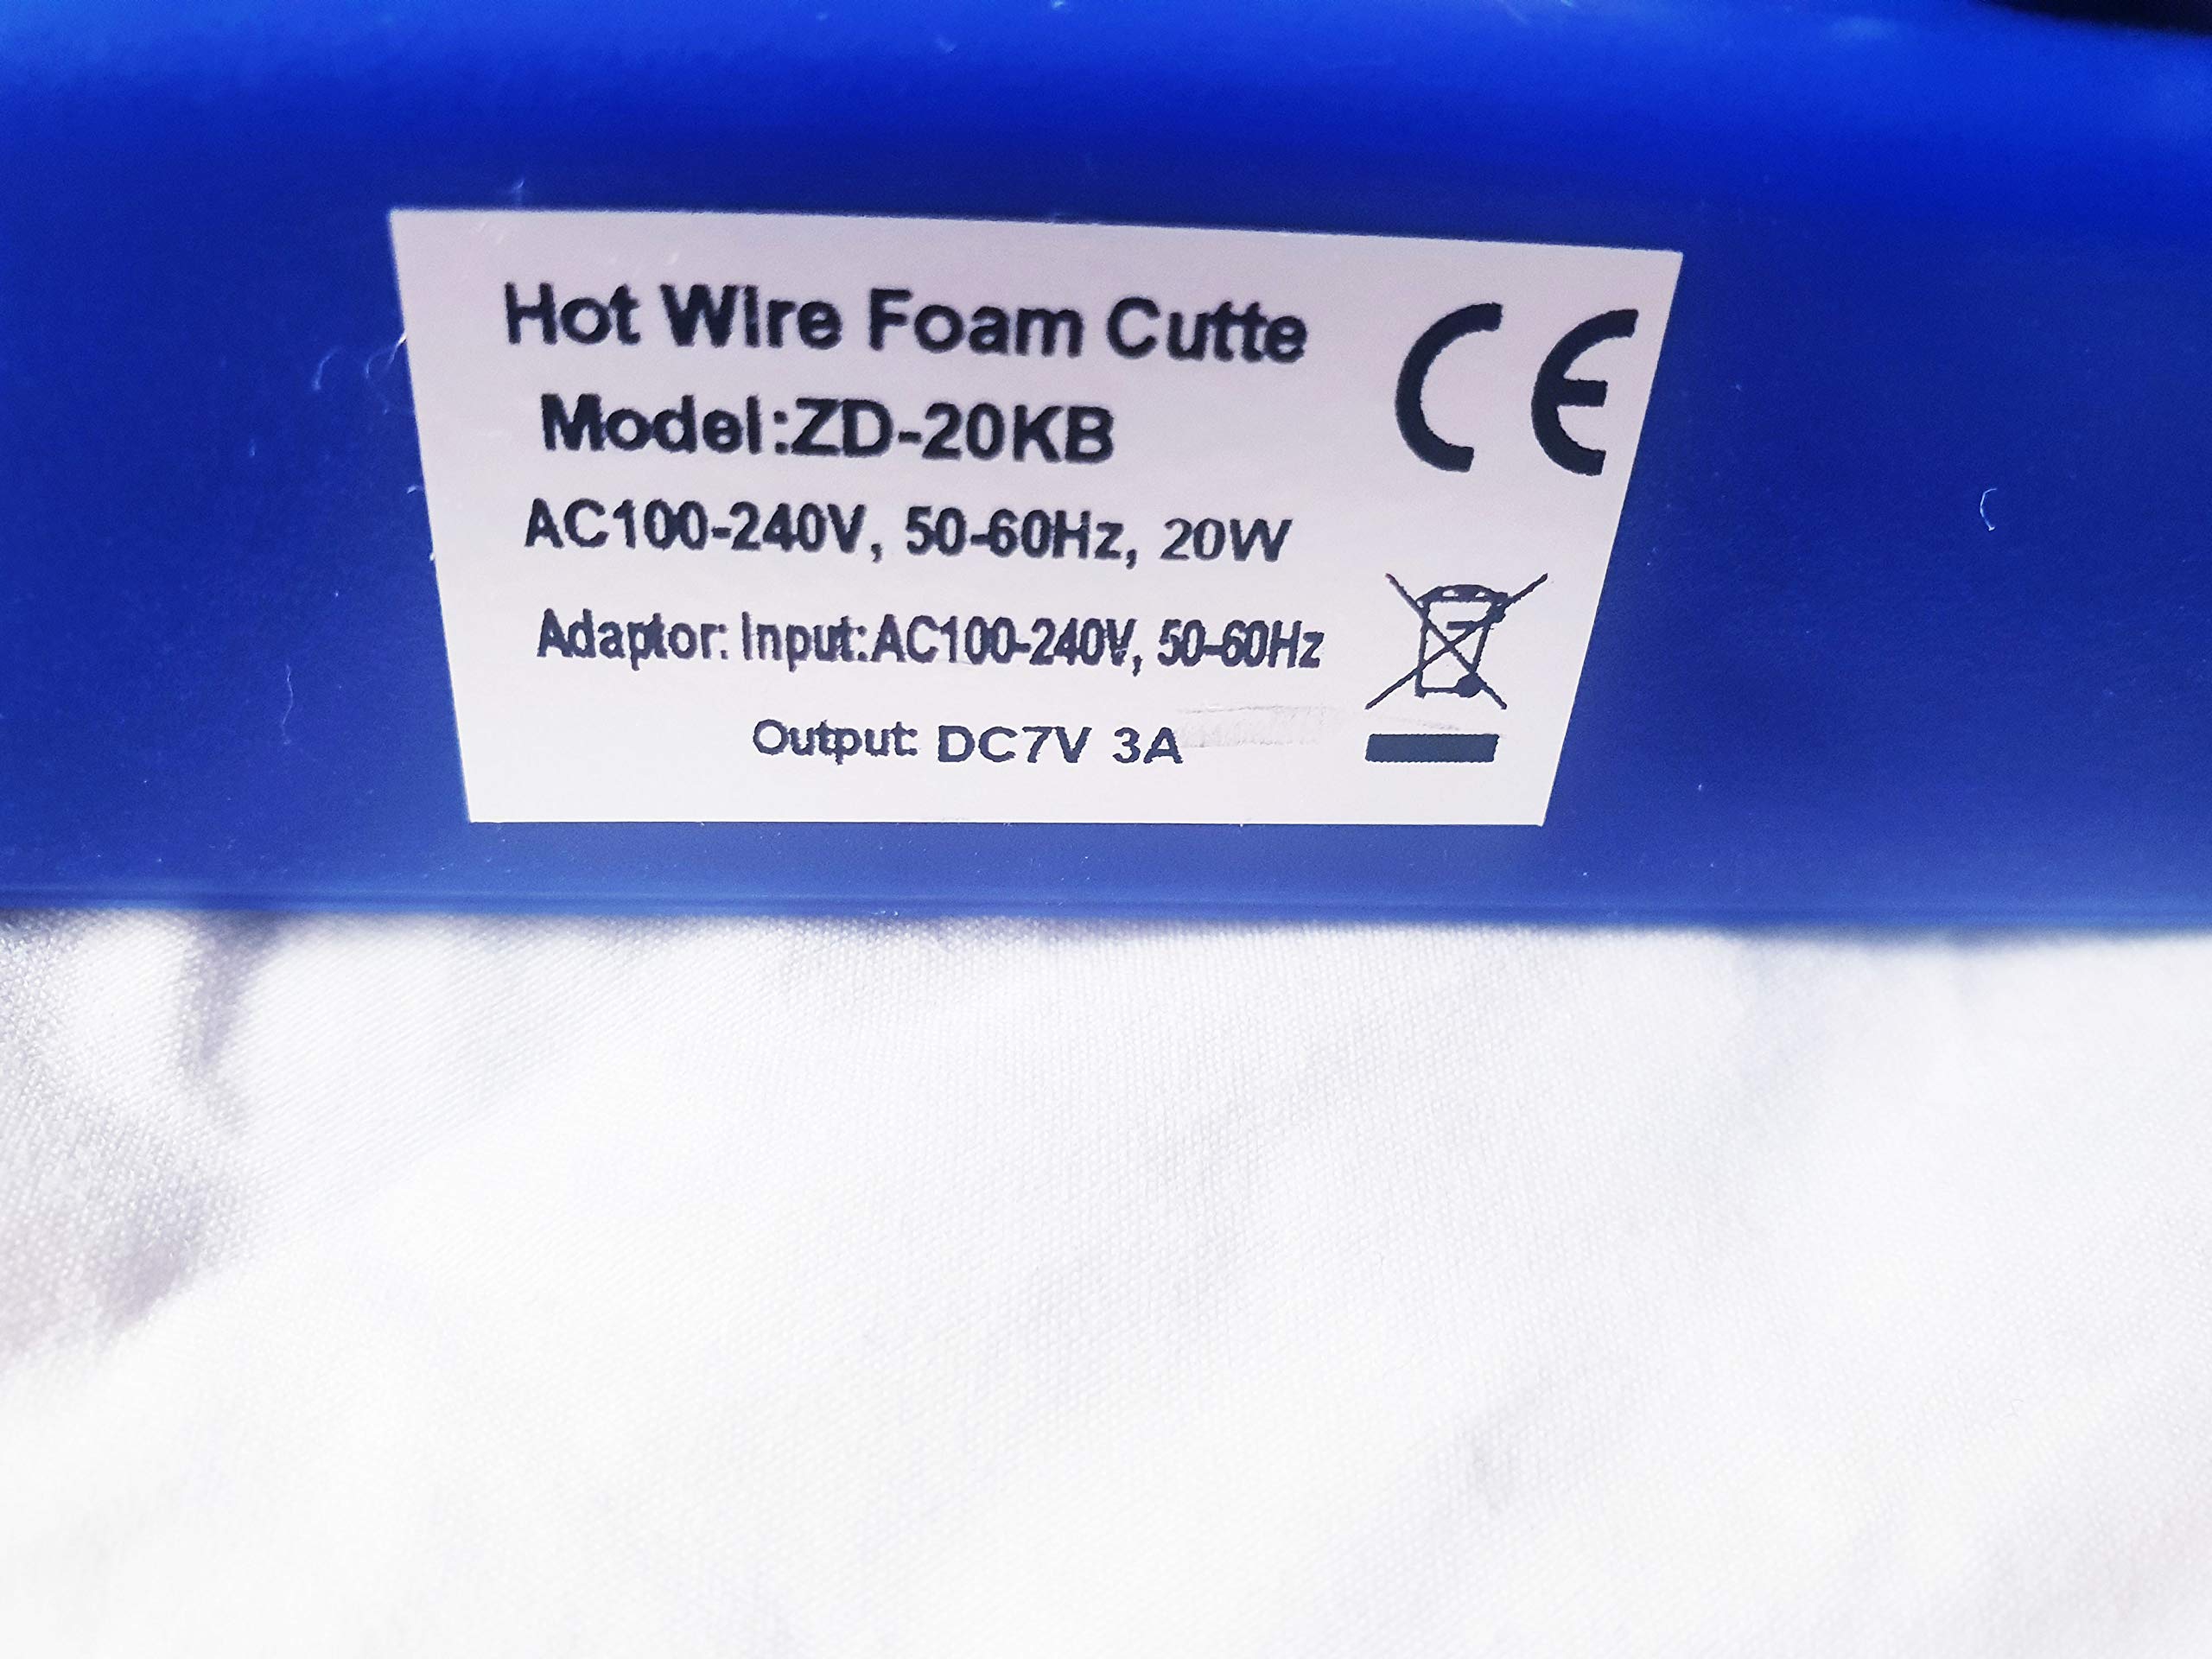 Hot WIre Foam Cutte
Model:ZD-20KB
AC100-240V, 50-60Hz, 20W
Adaptor: Input:AC100-240V, 50-60Hz
Output: DC7V 3A
CE